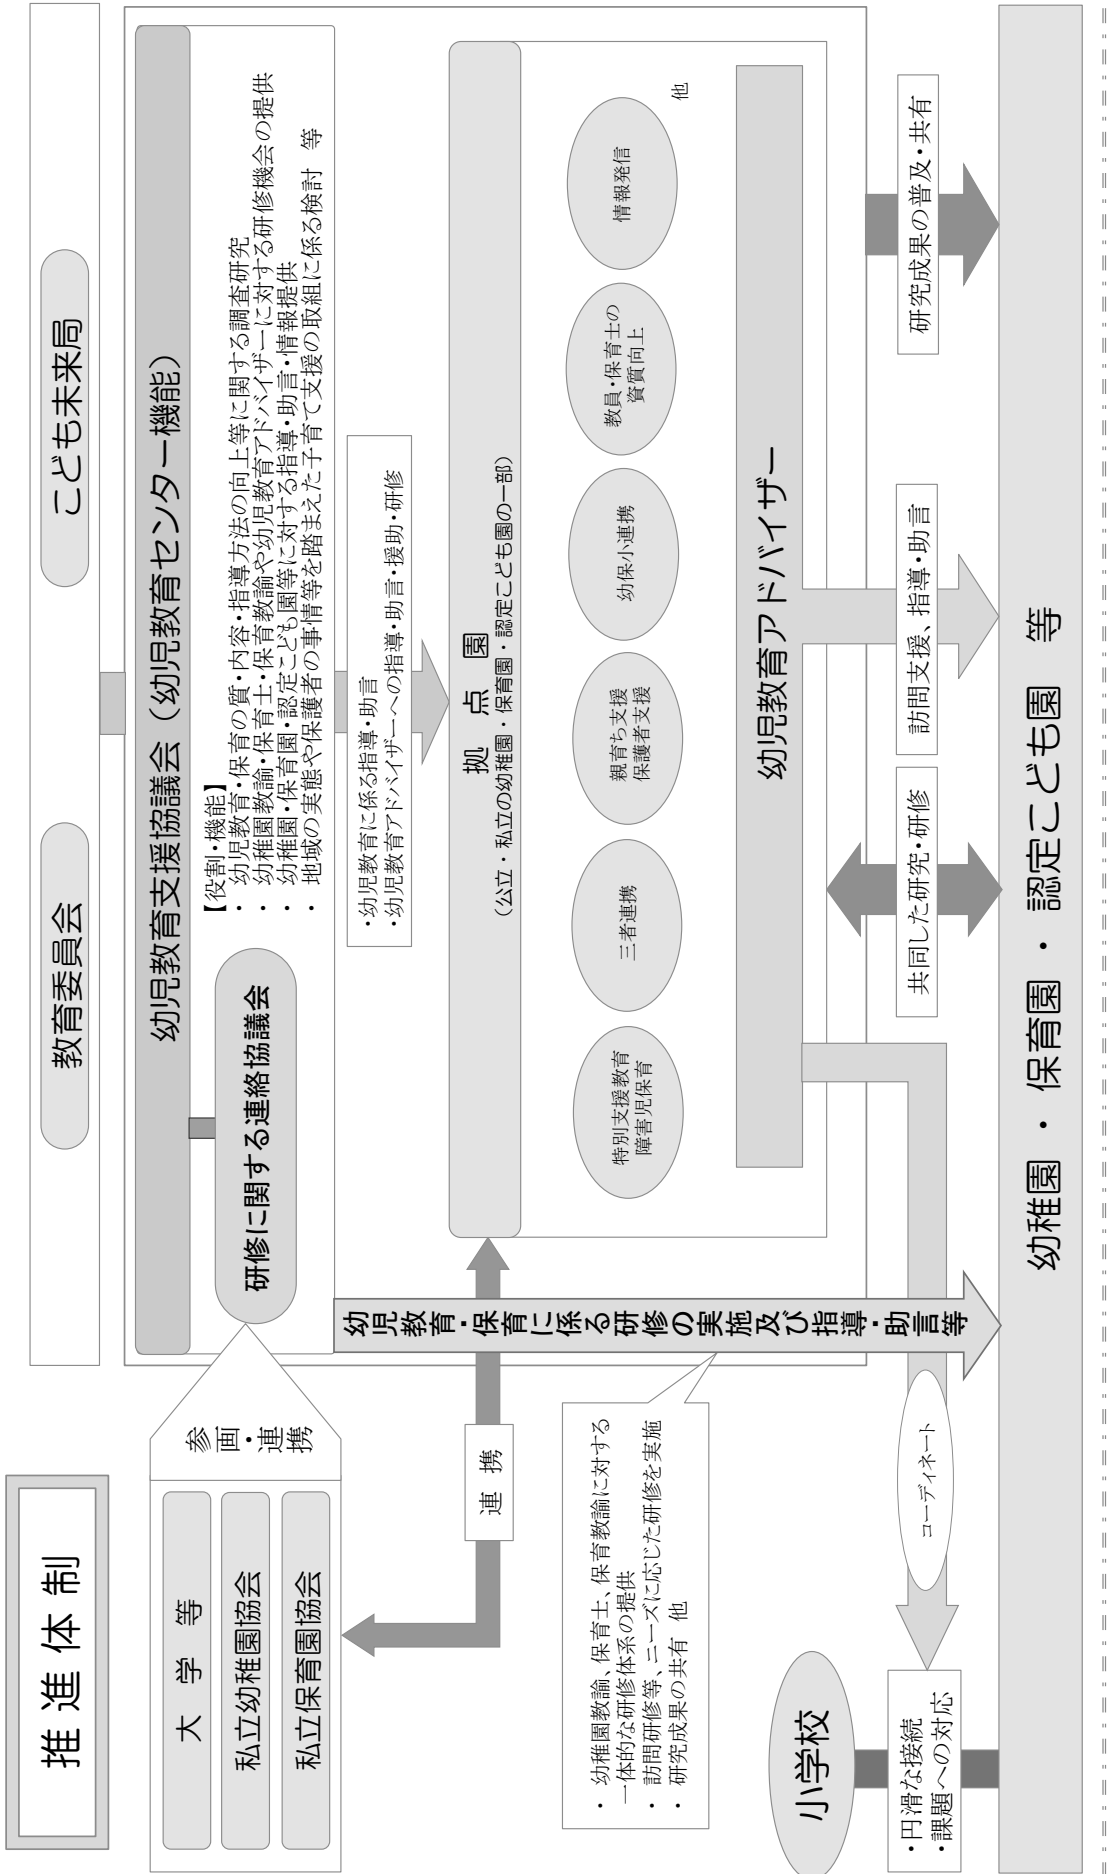 推進体制
教育委員会
こども未来局
幼児教育支援協議会（幼児教育センター機能）
【役割・機能】
・ 幼児教育・保育の質・内容・指導方法の向上等に関する調査研究
・ 幼稚園教諭・保育士・保育教諭や幼児教育アドバイザーに対する研修機会の提供
・ 幼稚園・保育園・認定こども園等に対する指導・助言・情報提供
・ 地域の実態や保護者の事情等を踏まえた子育て支援の取組に係る検討 等
研修に関する連絡協議会
参画・連携
大学等
私立幼稚園協会
私立保育園協会
・幼児教育に係る指導・助言
・幼児教育アドバイザーへの指導・助言・援助・研修
連携
拠点園
（公立・私立の幼稚園・保育園・認定こども園の一部）
特別支援教育
障害児保育
三者連携
親育ち支援
保護者支援
幼保小連携
教員・保育士の
資質向上
情報発信
他
幼児教育アドバイザー
幼児教育・保育に係る研修の実施及び指導・助言等
・ 幼稚園教諭、保育士、保育教諭に対する
一体的な研修体系の提供
・ 訪問研修等、ニーズに応じた研修を実施
・ 研究成果の共有 他
コーディネート
共同した研究・研修
訪問支援、指導・助言
研究成果の普及・共有
小学校
・円滑な接続
・課題への対応
幼稚園 ・ 保育園 ・ 認定こども園 等